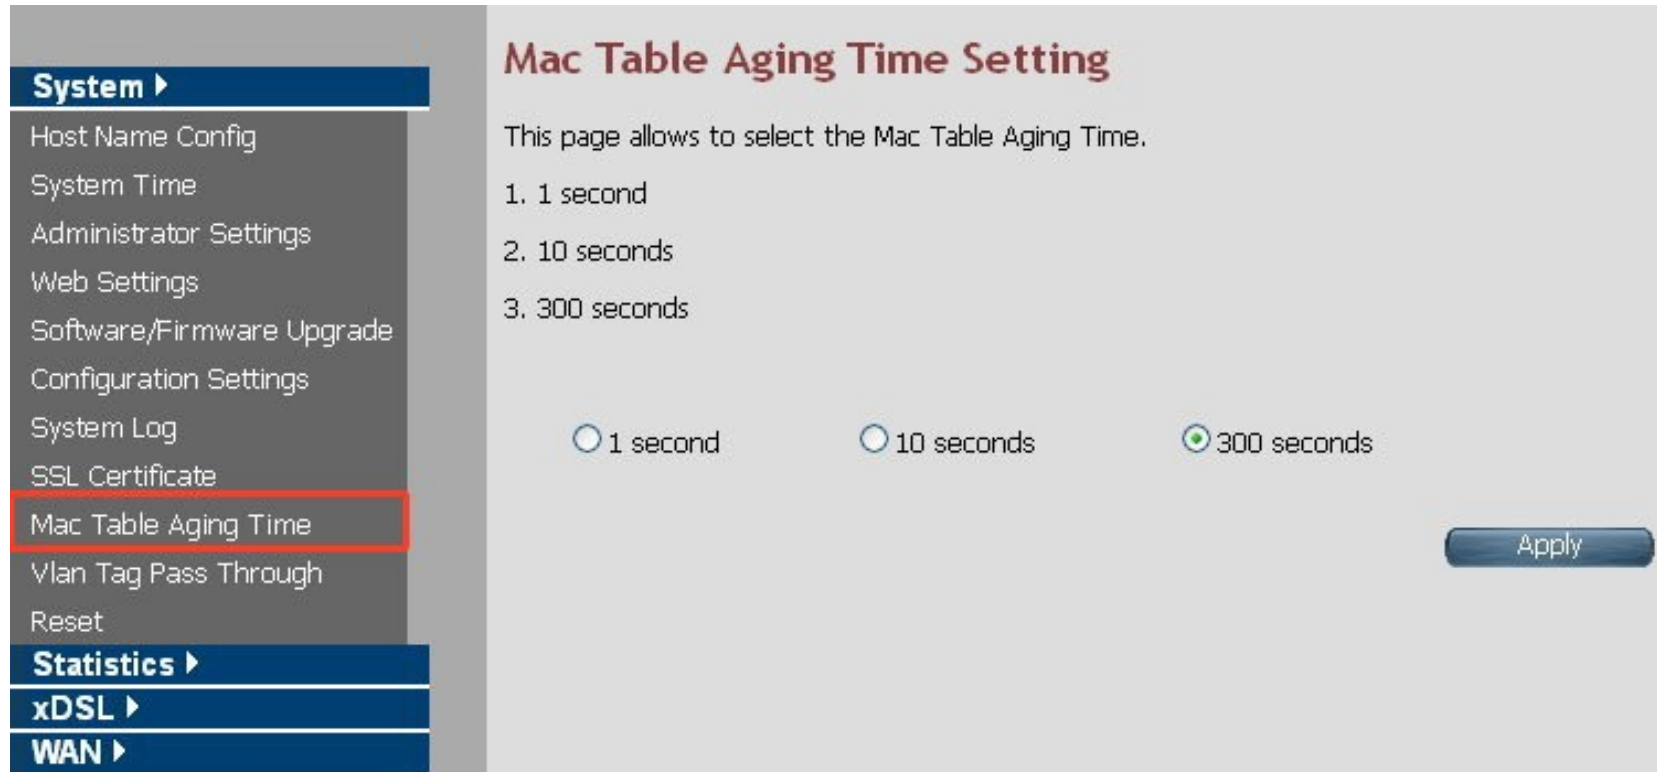 System
Host Name Config
System Time
Administrator Settings
Web Settings
Software/Firmware Upgrade
Configuration Settings
System Log
SSL Certificate
Mac Table Aging Time
Vlan Tag Pass Through
Reset
Statistics
xDSL
WAN
Mac Table Aging Time Setting
This page allows to select the Mac Table Aging Time.
1. 1 second
2. 10 seconds
3. 300 seconds
1 second 10 seconds 300 seconds
Apply